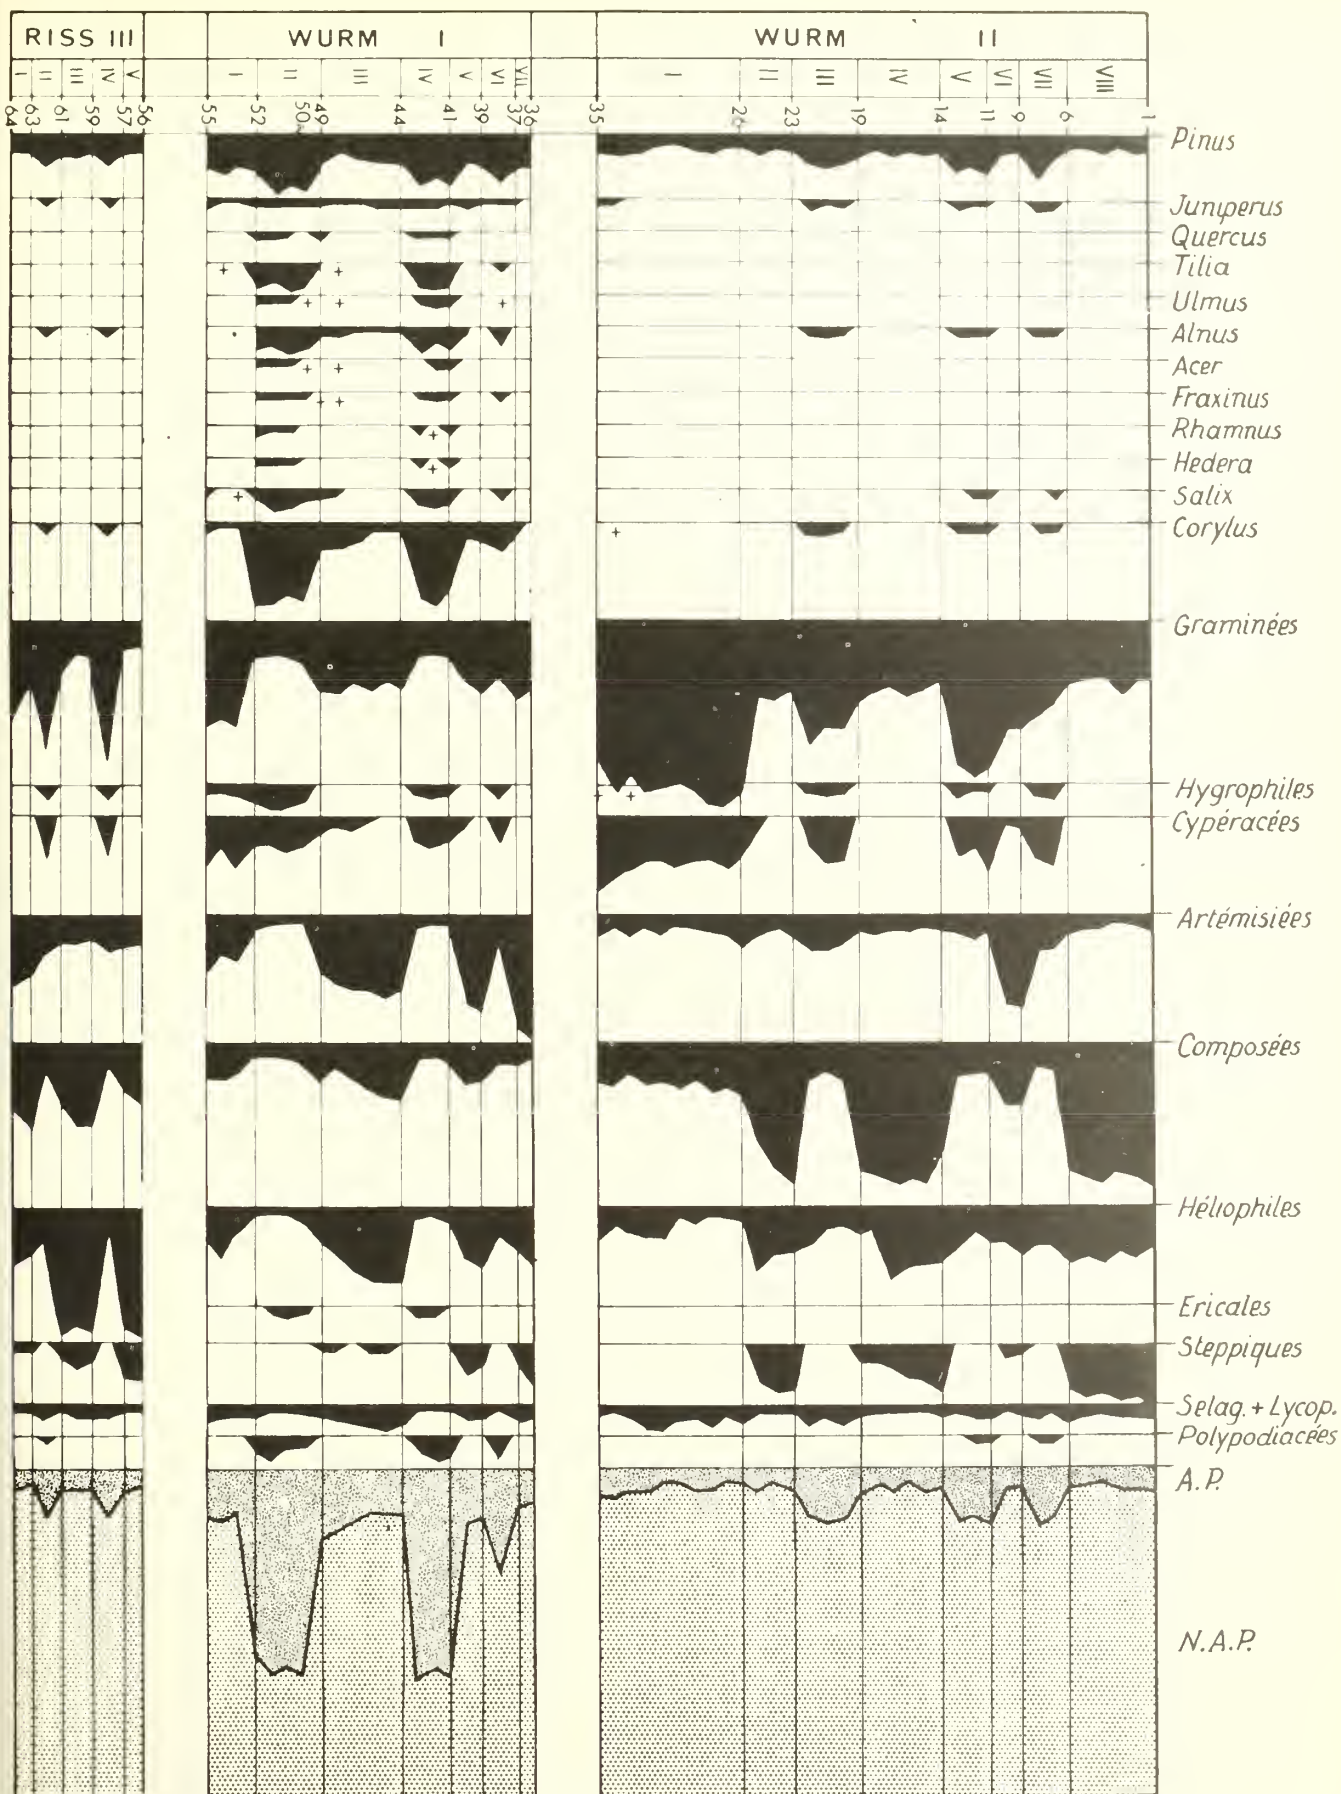 RISS III WURM I WURM II
I II III IV V I II III IV V VI VII I II III IV V VI VII VIII
64 63 61 59 57 56 55 52 50 49 44 41 39 37 36 35 26 23 19 14 11 9 6 1
Pinus
Juniperus
Quercus
Tilia
Ulmus
Alnus
Acer
Fraxinus
Rhamnus
Hedera
Salix
Corylus
Graminées
Hygrophiles
Cypéracées
Artémisiées
Composées
Héliophiles
Ericales
Steppiques
Selag. + Lycop.
Polypodiacées
A.P.
N.A.P.